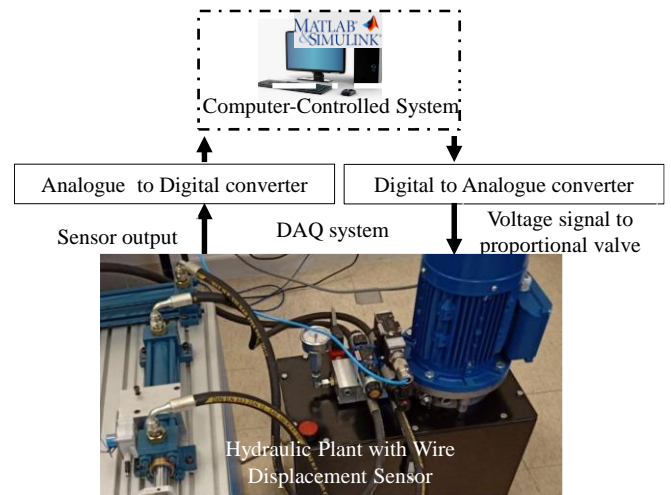 MATLAB®
&SIMULINK®
Computer-Controlled System
Analogue to Digital converter
Digital to Analogue converter
Sensor output
DAQ system
Voltage signal to
proportional valve
Hydraulic Plant with Wire
Displacement Sensor